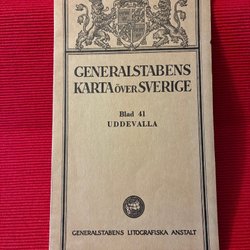 GENERALSTABENS
KARTA ÖVER SVERIGE
Blad 41
UDDEVALLA
GENERALSTABENS LITOGRAFISKA ANSTALT